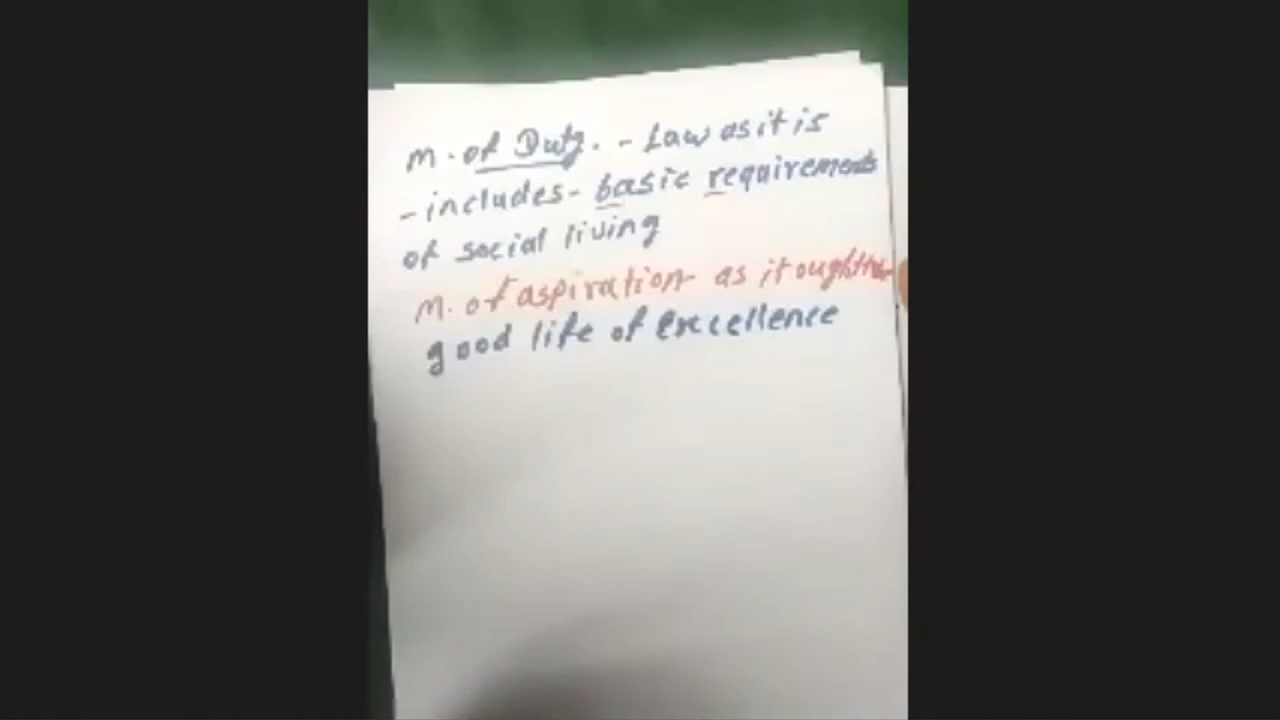 M. of Duty. - Law as it is
- includes - basic requirements
of social living
M. of aspiration - as it ought to
good life of excellence